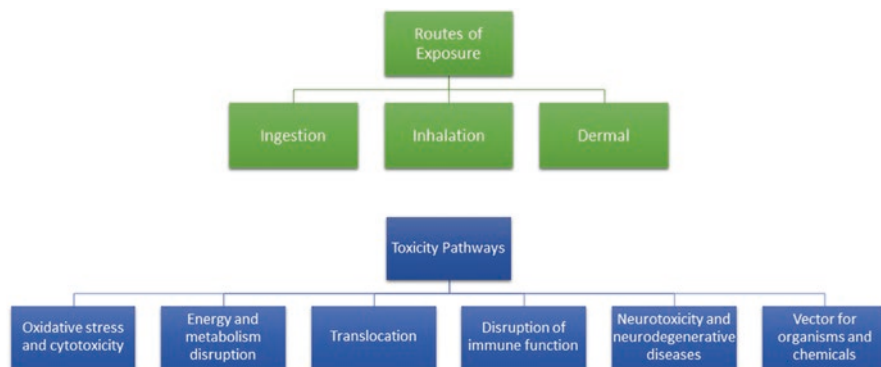 Routes of
Exposure
Ingestion
Inhalation
Dermal
Toxicity Pathways
Oxidative stress
and cytotoxicity
Energy and
metabolism
disruption
Translocation
Disruption of
immune function
Neurotoxicity and
neurodegenerative
diseases
Vector for
organisms and
chemicals